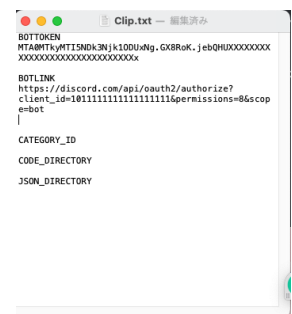 Clip.txt — 編集済み
BOTTOKEN
MTA0MTkyMTI5NDk3Njk1ODUxNg.GX8RoK.jebQHUXXXXXXXX
XXXXXXXXXXXXXXXXXXXXXXx
BOTLINK
https://discord.com/api/oauth2/authorize?
client_id=1011111111111111111&permissions=8&scop
e=bot
CATEGORY_ID
CODE_DIRECTORY
JSON_DIRECTORY